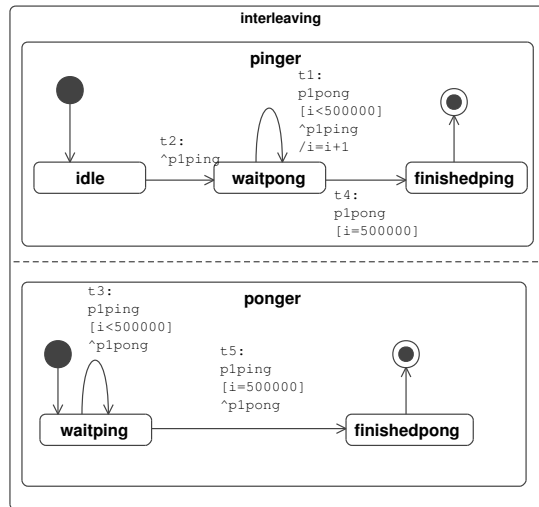 interleaving
pinger
t1:
p1pong
[i<500000]
^p1ping
/i=i+1
t2:
^p1ping
idle
waitpong
finishedping
t4:
p1pong
[i=500000]
ponger
t3:
p1ping
[i<500000]
^p1pong
t5:
p1ping
[i=500000]
^p1pong
waitping
finishedpong